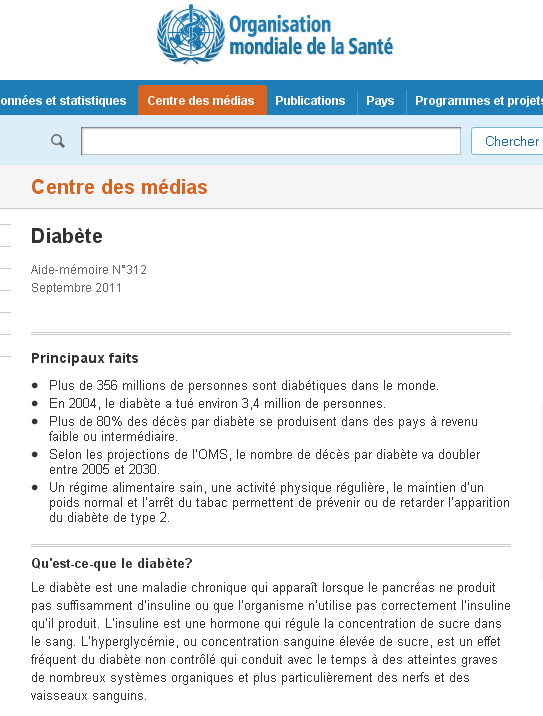 Organisation
mondiale de la Santé
onnées et statistiques
Centre des médias
Publications
Pays
Programmes et projets
Chercher
Centre des médias
Diabète
Aide-mémoire N°312
Septembre 2011
Principaux faits
Plus de 356 millions de personnes sont diabétiques dans le monde.
En 2004, le diabète a tué environ 3,4 million de personnes.
Plus de 80% des décès par diabète se produisent dans des pays à revenu
faible ou intermédiaire.
Selon les projections de l'OMS, le nombre de décès par diabète va doubler
entre 2005 et 2030.
Un régime alimentaire sain, une activité physique régulière, le maintien d'un
poids normal et l'arrêt du tabac permettent de prévenir ou de retarder l'apparition
du diabète de type 2.
Qu'est-ce-que le diabète?
Le diabète est une maladie chronique qui apparaît lorsque le pancréas ne produit
pas suffisamment d'insuline ou que l'organisme n'utilise pas correctement l'insuline
qu'il produit. L'insuline est une hormone qui régule la concentration de sucre dans
le sang. L'hyperglycémie, ou concentration sanguine élevée de sucre, est un effet
fréquent du diabète non contrôlé qui conduit avec le temps à des atteintes graves
de nombreux systèmes organiques et plus particulièrement des nerfs et des
vaisseaux sanguins.